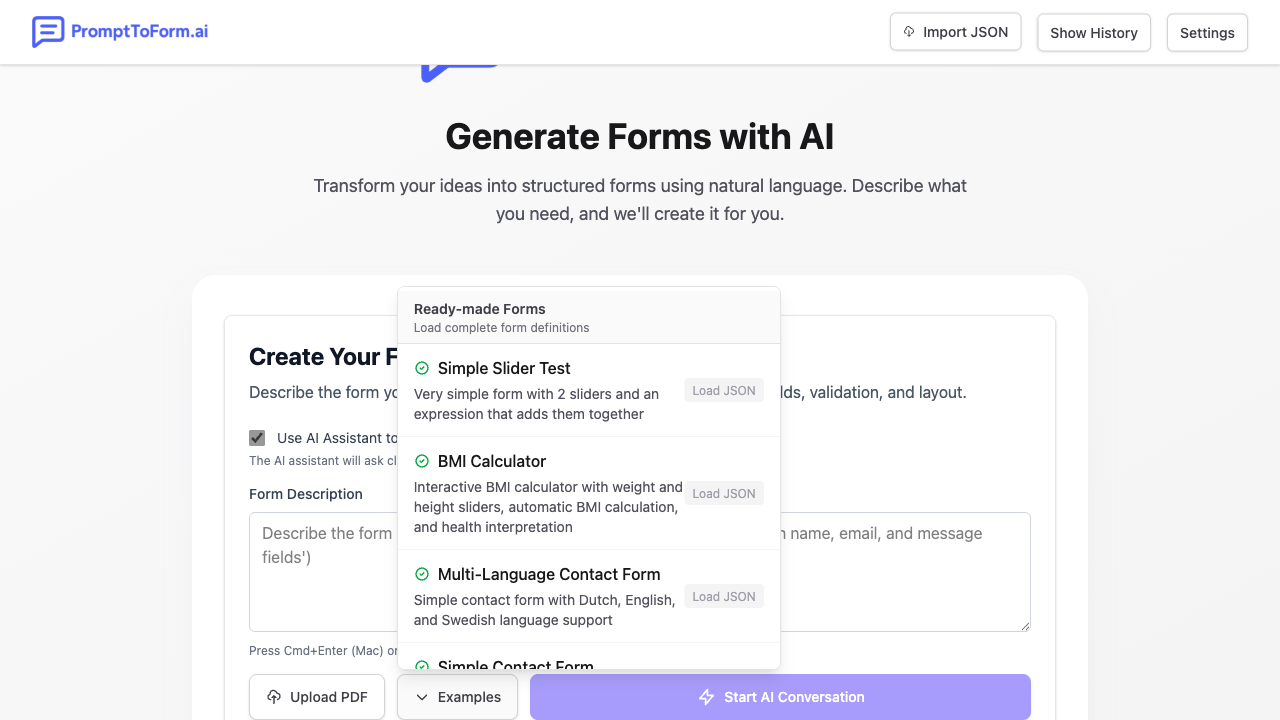 PromptToForm.ai
Import JSON
Show History
Settings
Generate Forms with AI
Transform your ideas into structured forms using natural language. Describe what
you need, and we'll create it for you.
Ready-made Forms
Load complete form definitions
Create Your F
Simple Slider Test
Describe the form yo
Very simple form with 2 sliders and an
expression that adds them together
Load JSON
lds, validation, and layout.
Use AI Assistant to
The AI assistant will ask cl
BMI Calculator
Interactive BMI calculator with weight and
height sliders, automatic BMI calculation,
and health interpretation
Load JSON
Form Description
Describe the form
fields')
n name, email, and message
Multi-Language Contact Form
Simple contact form with Dutch, English,
and Swedish language support
Load JSON
Press Cmd+Enter (Mac) or
Simple Contact Form
Upload PDF
Examples
Start AI Conversation